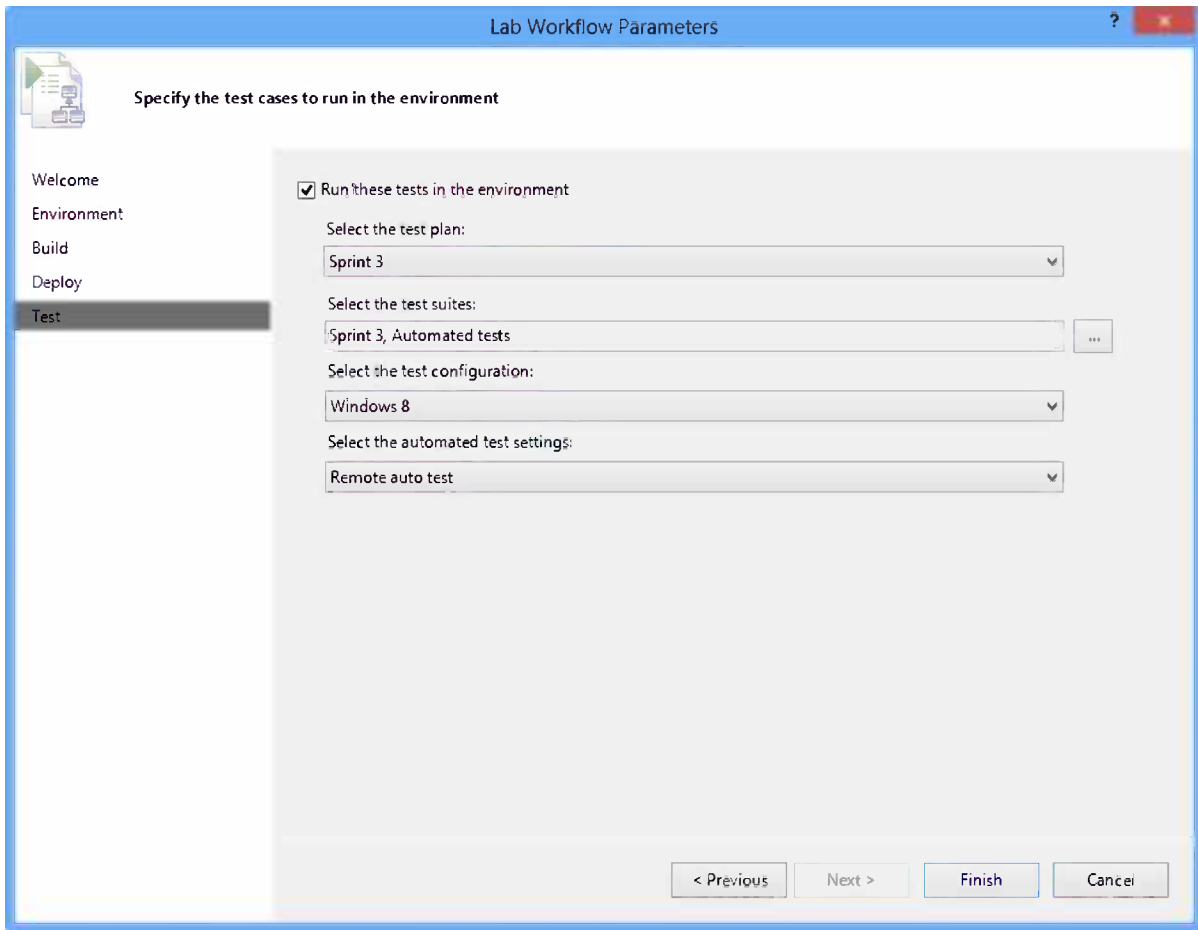 Lab Workflow Parameters
?
Specify the test cases to run in the environment
Welcome
Environment
Build
Deploy
Test
Run these tests in the environment
Select the test plan:
Sprint 3
Select the test suites:
Sprint 3, Automated tests
...
Select the test configuration:
Windows 8
Select the automated test settings:
Remote auto test
< Previous
Next >
Finish
Cancel